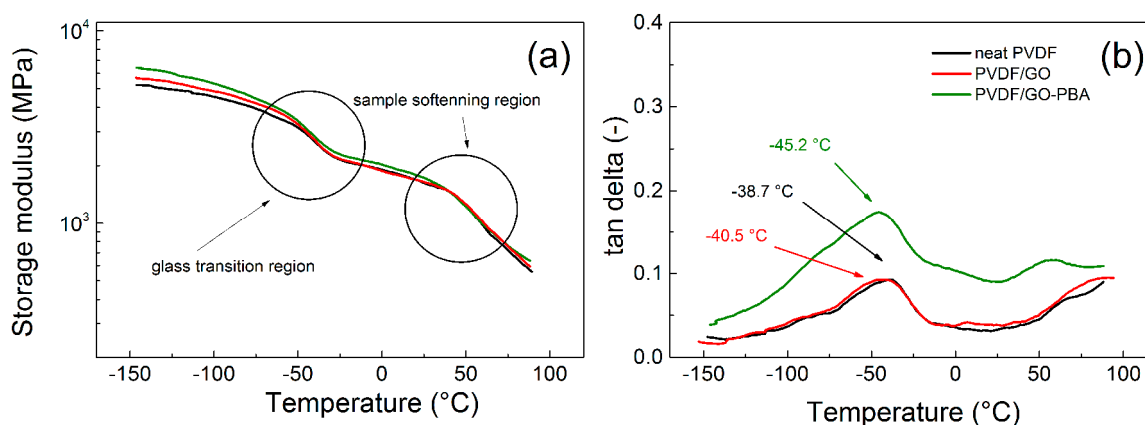 (a)
Storage modulus (MPa)
10⁴
10³
sample softenning region
glass transition region
-150 -100 -50 0 50 100
Temperature (°C)
(b)
tan delta (-)
0.4
0.3
0.2
0.1
0.0
neat PVDF
PVDF/GO
PVDF/GO-PBA
-45.2 °C
-38.7 °C
-40.5 °C
-150 -100 -50 0 50 100
Temperature (°C)